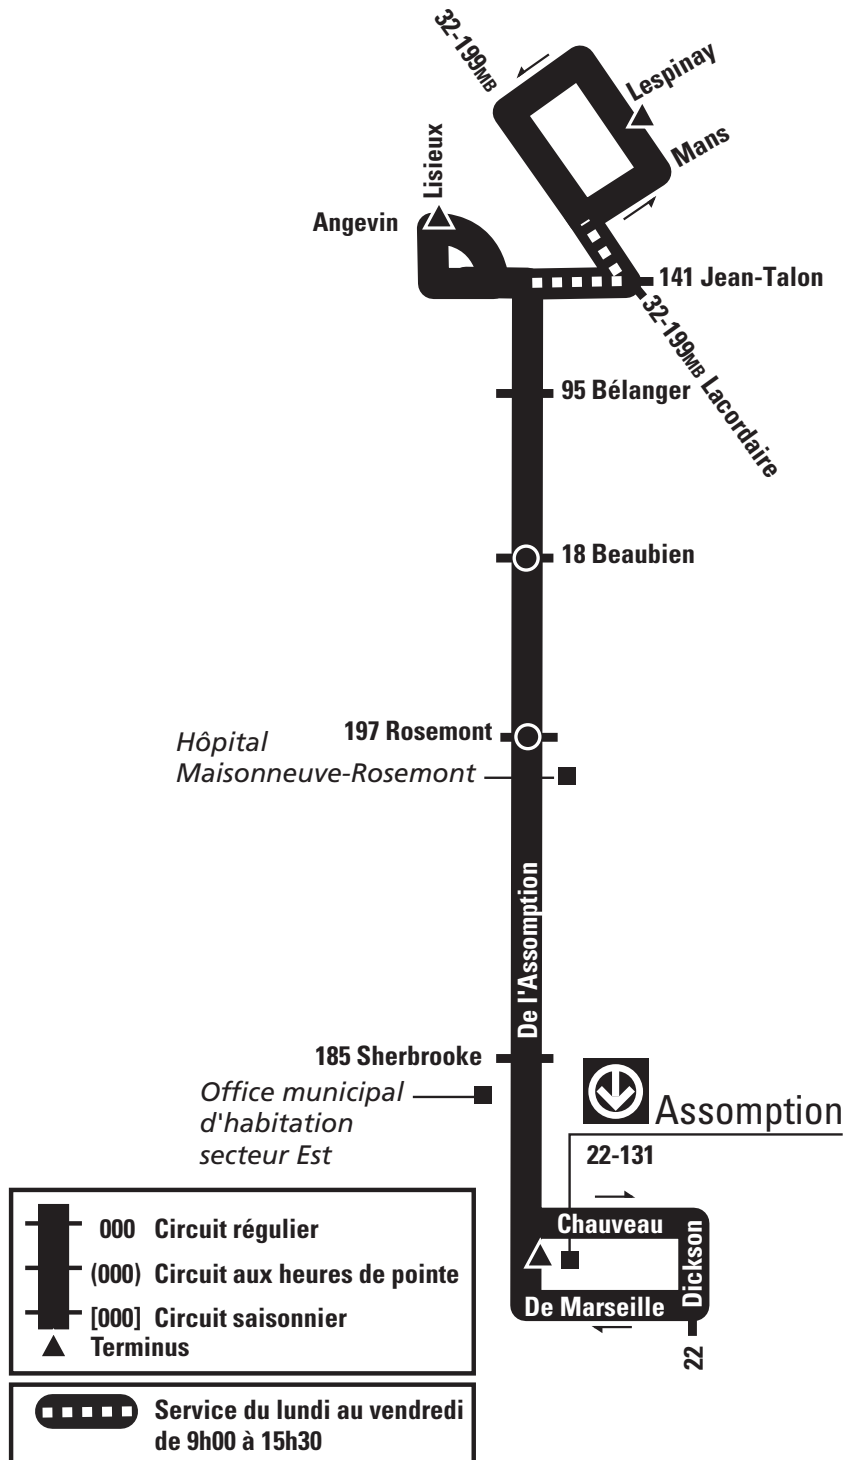 32-199MB
Lespinay
Mans
Lisieux
Angevin
141 Jean-Talon
32-199MB Lacordaire
95 Bélanger
18 Beaubien
197 Rosemont
Hôpital
Maisonneuve-Rosemont
De l'Assomption
185 Sherbrooke
Office municipal
d'habitation
secteur Est
Assomption
22-131
Chauveau
Dickson
De Marseille
22
000 Circuit régulier
(000) Circuit aux heures de pointe
[000] Circuit saisonnier
Terminus
Service du lundi au vendredi
de 9h00 à 15h30